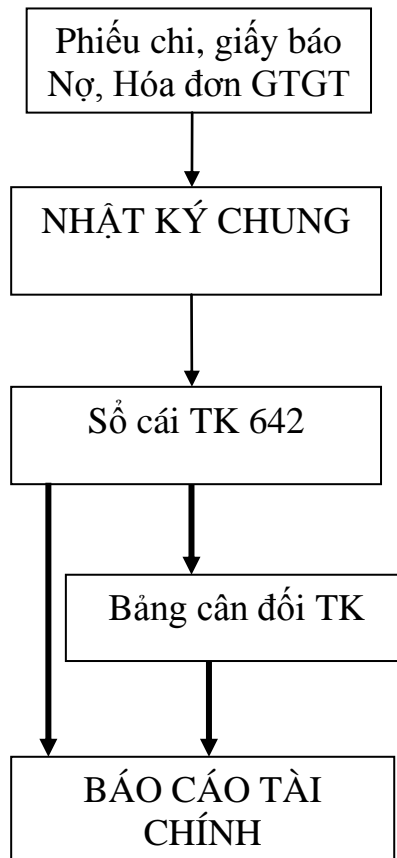 Phiếu chi, giấy báo
Nợ, Hóa đơn GTGT
NHẬT KÝ CHUNG
Sổ cái TK 642
Bảng cân đối TK
BÁO CÁO TÀI
CHÍNH